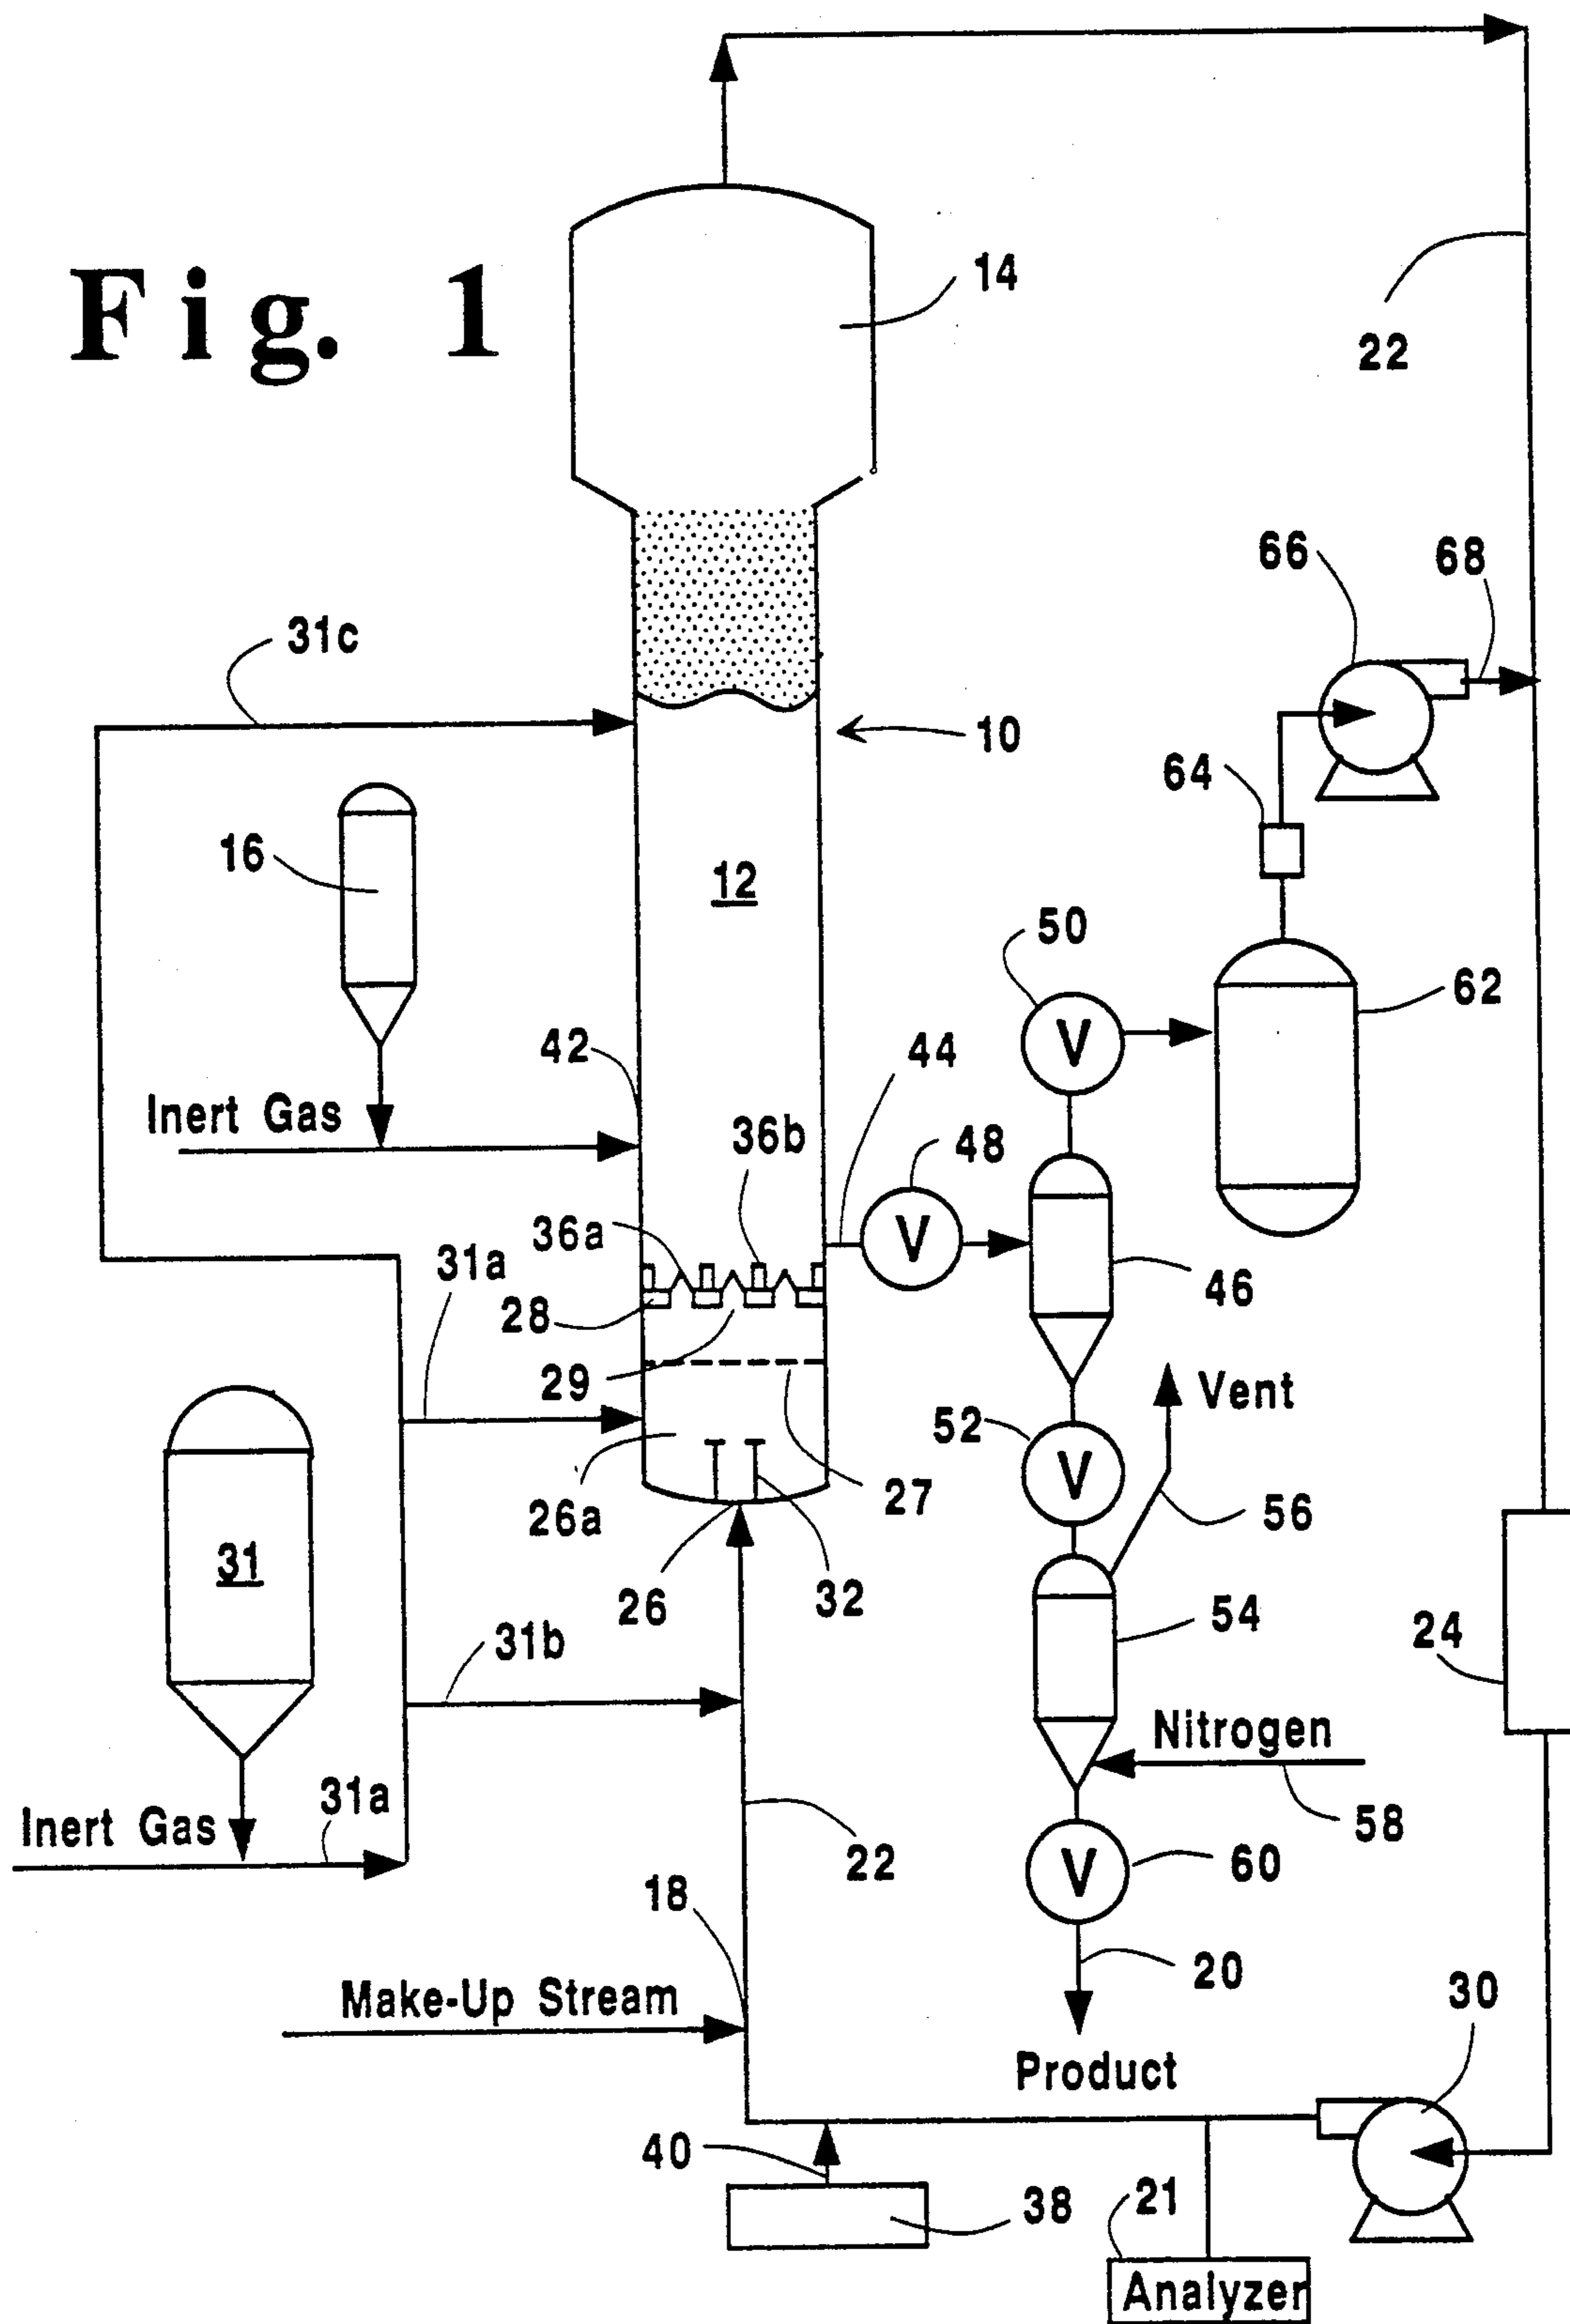 Fig. 1
14
22
66
68
31c
10
64
16
12
50
62
42
44
Inert Gas
36b
48
36a
31a
46
28
29
Vent
52
27
26a
56
31
26
32
54
24
31b
Nitrogen
31a
Inert Gas
58
22
60
18
20
Make-Up Stream
30
Product
40
38
21
Analyzer